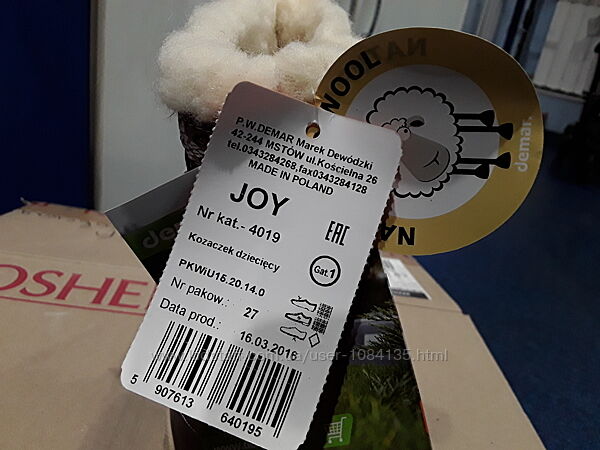 P.W.DEMAR Marek Dewódzki
42-244 MSTÓW ul.Kościelna 26
tel.0343284268,fax0343284128
MADE IN POLAND
JOY
Nr kat.- 4019
EAC
Kozaczek dziecięcy
Gat.1
PKWiU15.20.14.0
Nr pakow.: 27
Data prod.: 16.03.2016
5 907613 640195
WOOL
NA
demar.
demar
OSHE